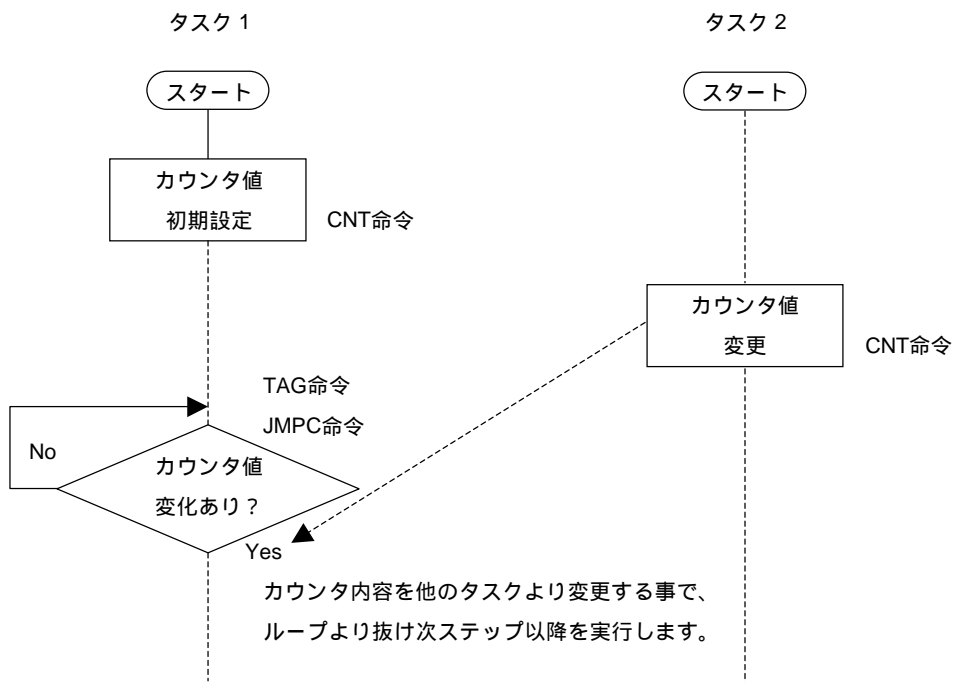 タスク 1
タスク 2
スタート
スタート
カウンタ値
初期設定
CNT命令
カウンタ値
変更
CNT命令
TAG命令
JMPC命令
No
カウンタ値
変化あり？
Yes
カウンタ内容を他のタスクより変更する事で、
ループより抜け次ステップ以降を実行します。